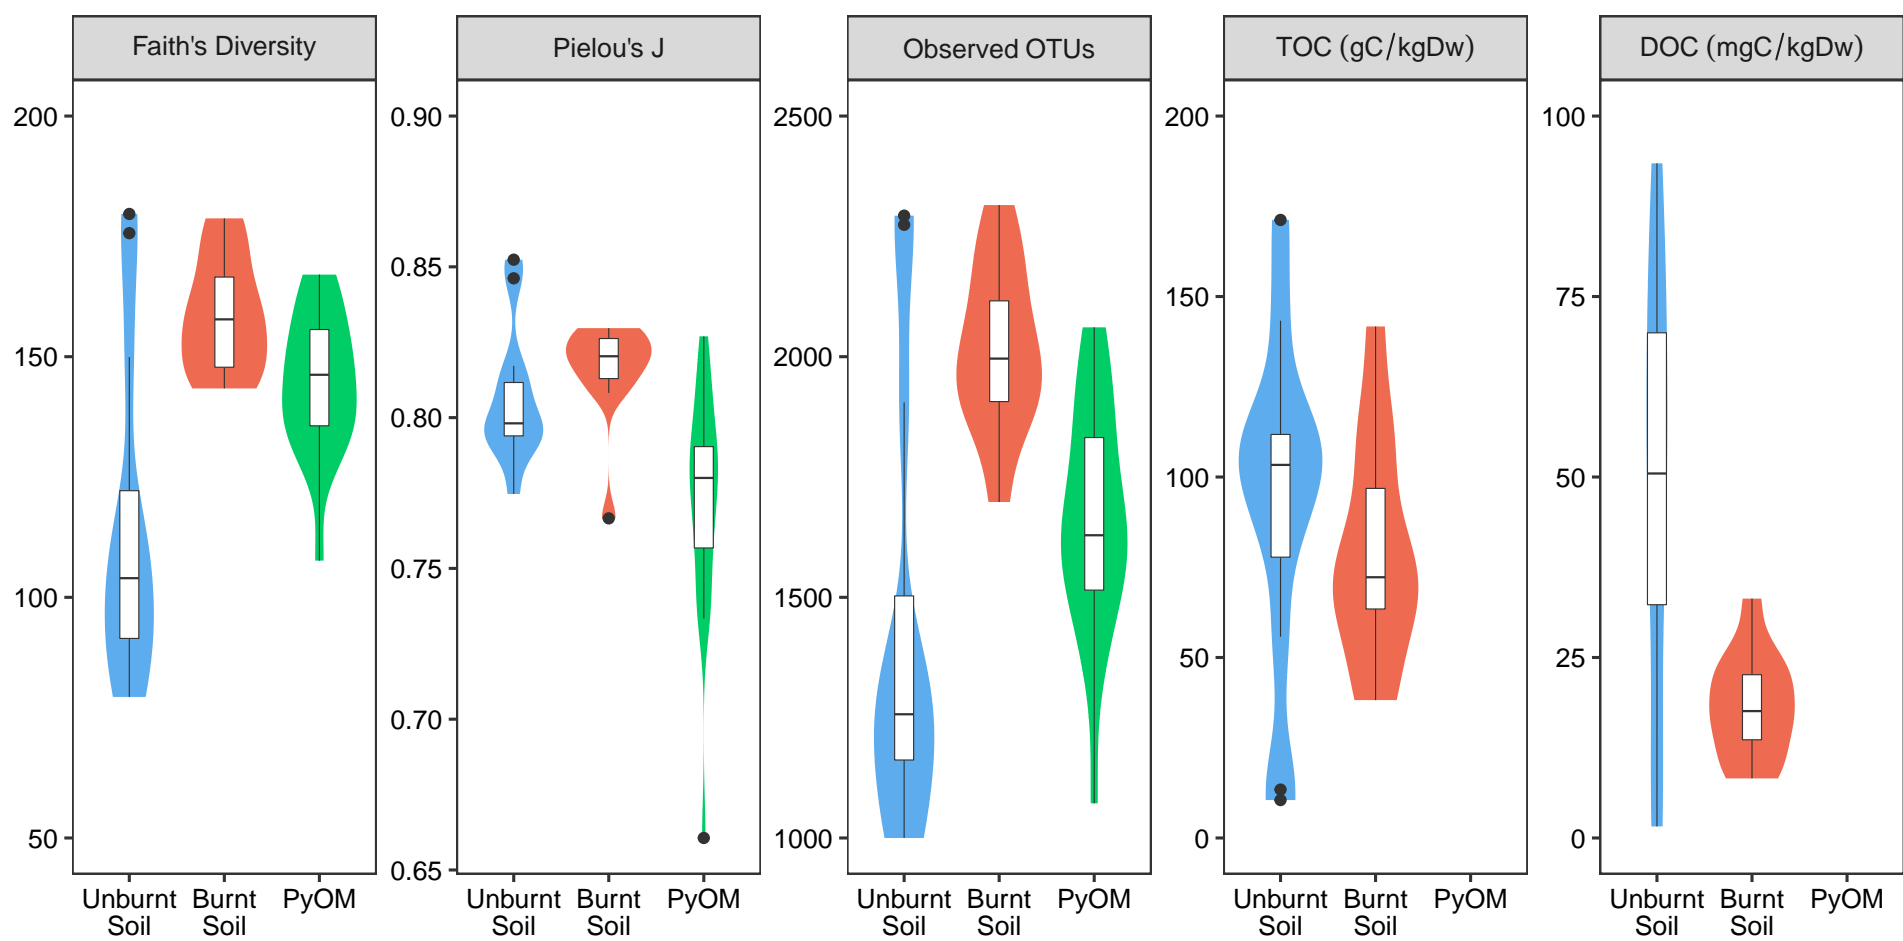 Faith's Diversity
Pielou's J
Observed OTUs
TOC (gC/kgDw)
DOC (mgC/kgDw)
200
150
100
50
0.90
0.85
0.80
0.75
0.70
0.65
2500
2000
1500
1000
200
150
100
50
0
100
75
50
25
0
Unburnt Burnt PyOM
Soil Soil
Unburnt Burnt PyOM
Soil Soil
Unburnt Burnt PyOM
Soil Soil
Unburnt Burnt PyOM
Soil Soil
Unburnt Burnt PyOM
Soil Soil